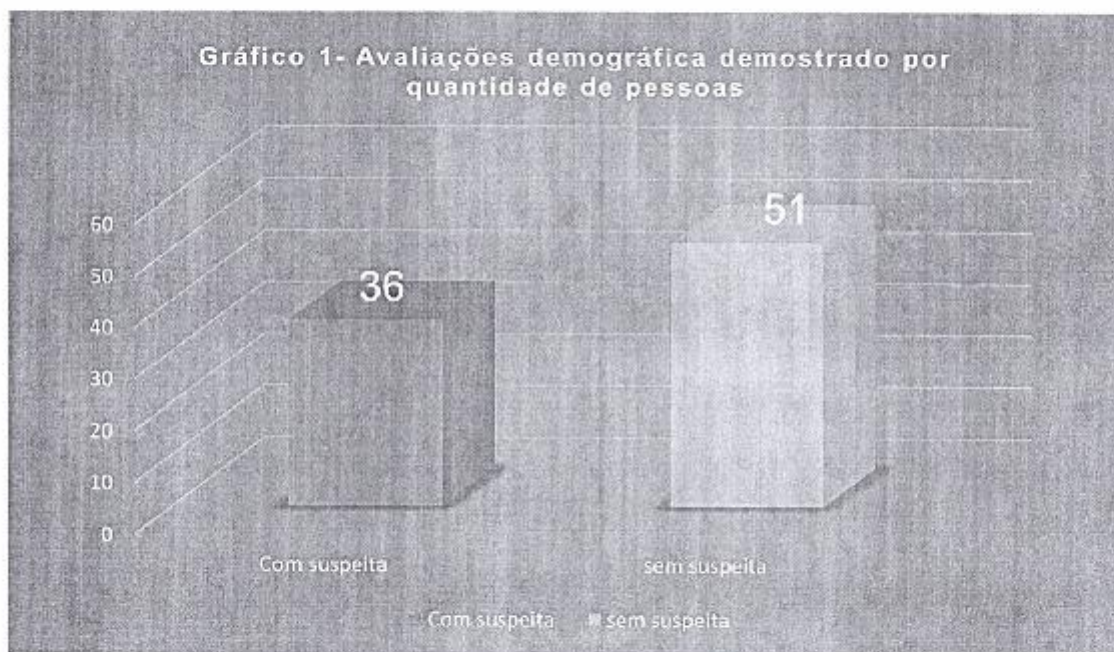 Gráfico 1- Avaliações demográfica demostrado por
quantidade de pessoas
60
50
40
30
20
10
0
36
51
Com suspeita
sem suspeita
Com suspeita
sem suspeita